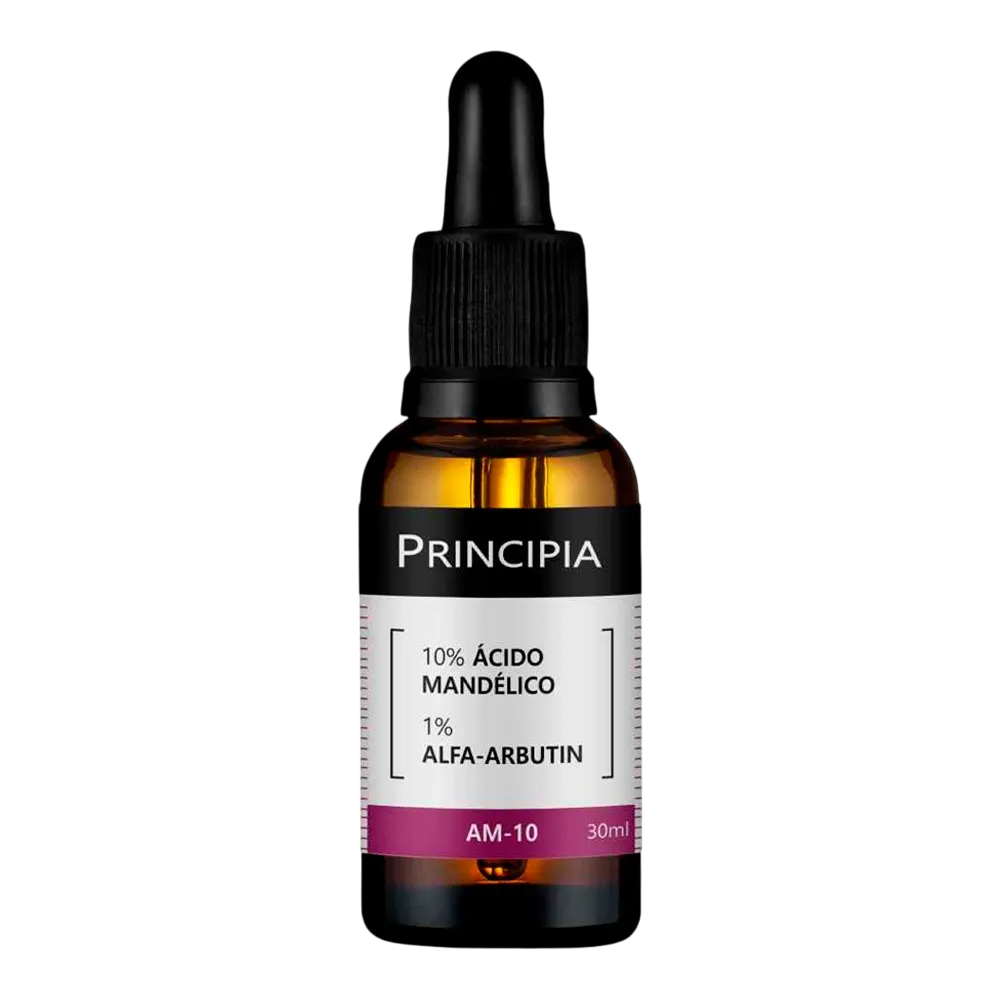 PRINCIPIA
10% ÁCIDO
MANDÉLICO
1%
ALFA-ARBUTIN
AM-10 30ml